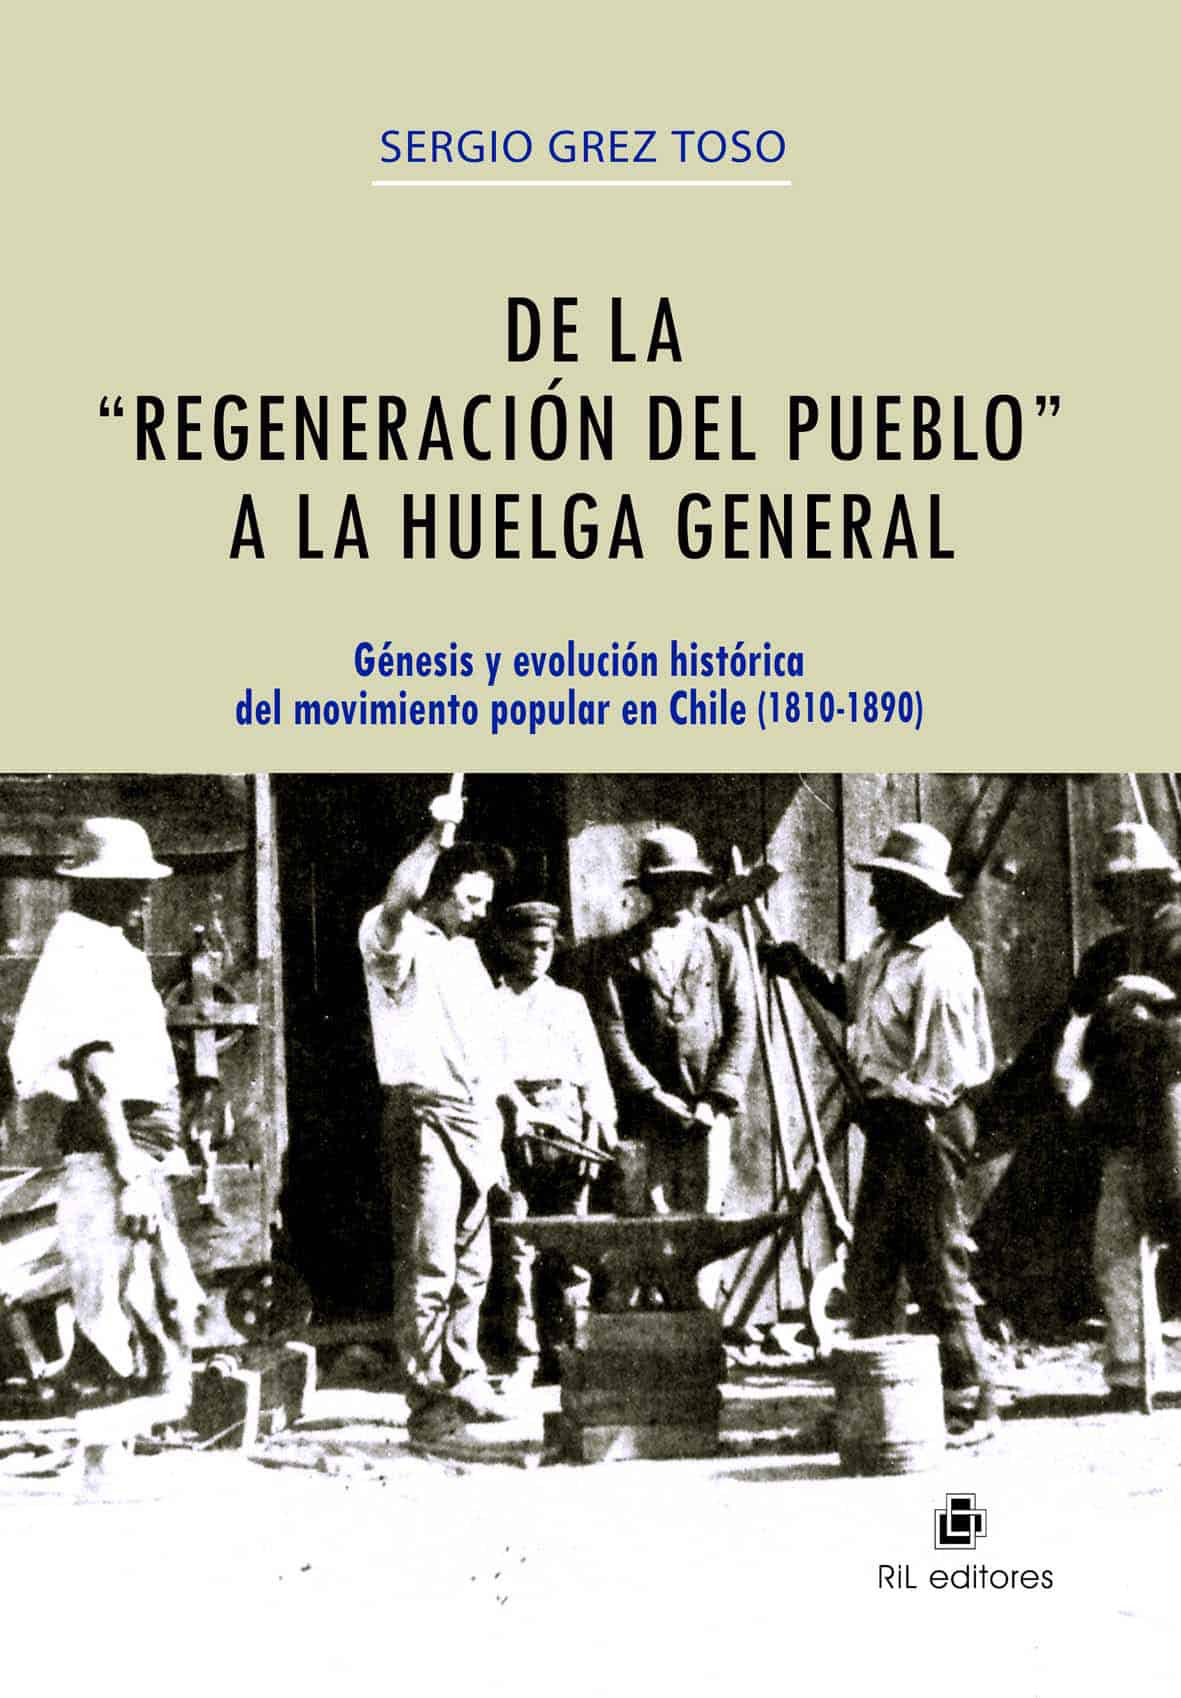 SERGIO GREZ TOSO
DE LA
“REGENERACIÓN DEL PUEBLO”
A LA HUELGA GENERAL
Génesis y evolución histórica
del movimiento popular en Chile (1810-1890)
RiL editores